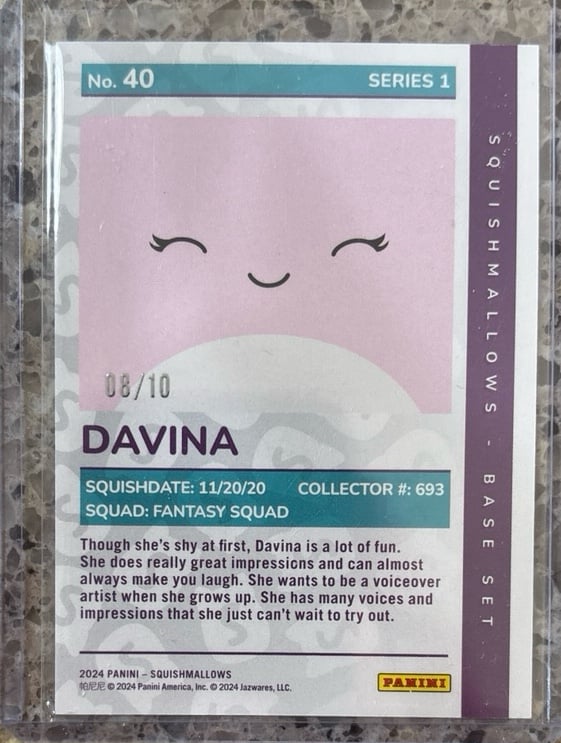 No. 40 SERIES 1
08/10
DAVINA
SQUISHDATE: 11/20/20 COLLECTOR #: 693
SQUAD: FANTASY SQUAD
Though she's shy at first, Davina is a lot of fun.
She does really great impressions and can almost
always make you laugh. She wants to be a voiceover
artist when she grows up. She has many voices and
impressions that she just can't wait to try out.
2024 PANINI – SQUISHMALLOWS
帕尼尼 © 2024 Panini America, Inc. © 2024 Jazwares, LLC.
PANINI
SQUISHMALLOWS - BASE SET